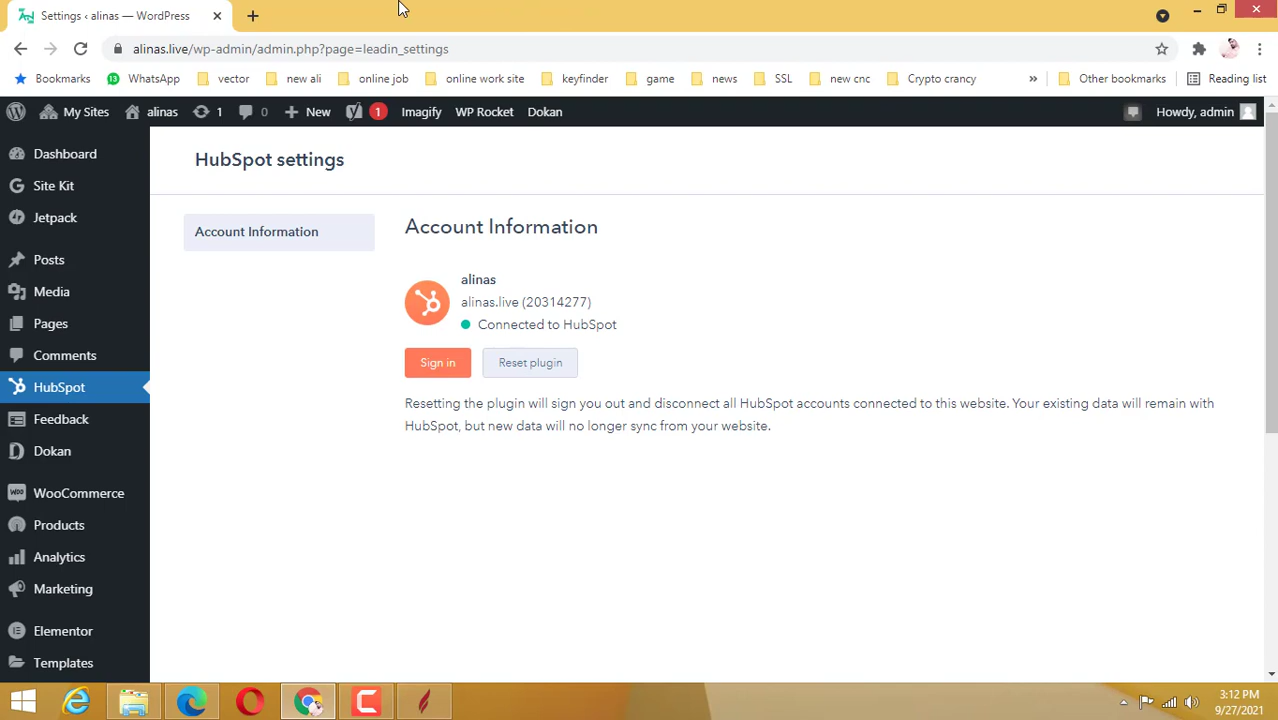 Settings ‹ alinas — WordPress
alinas.live/wp-admin/admin.php?page=leadin_settings
Bookmarks
WhatsApp
vector
new ali
online job
online work site
keyfinder
game
news
SSL
new cnc
Crypto crancy
»
Other bookmarks
Reading list
My Sites
alinas
1
0
New
1
Imagify
WP Rocket
Dokan
Howdy, admin
Dashboard
Site Kit
Jetpack
Posts
Media
Pages
Comments
HubSpot
Feedback
Dokan
WooCommerce
Products
Analytics
Marketing
Elementor
Templates
HubSpot settings
Account Information
Account Information
alinas
alinas.live (20314277)
Connected to HubSpot
Sign in
Reset plugin
Resetting the plugin will sign you out and disconnect all HubSpot accounts connected to this website. Your existing data will remain with
HubSpot, but new data will no longer sync from your website.
3:12 PM
9/27/2021